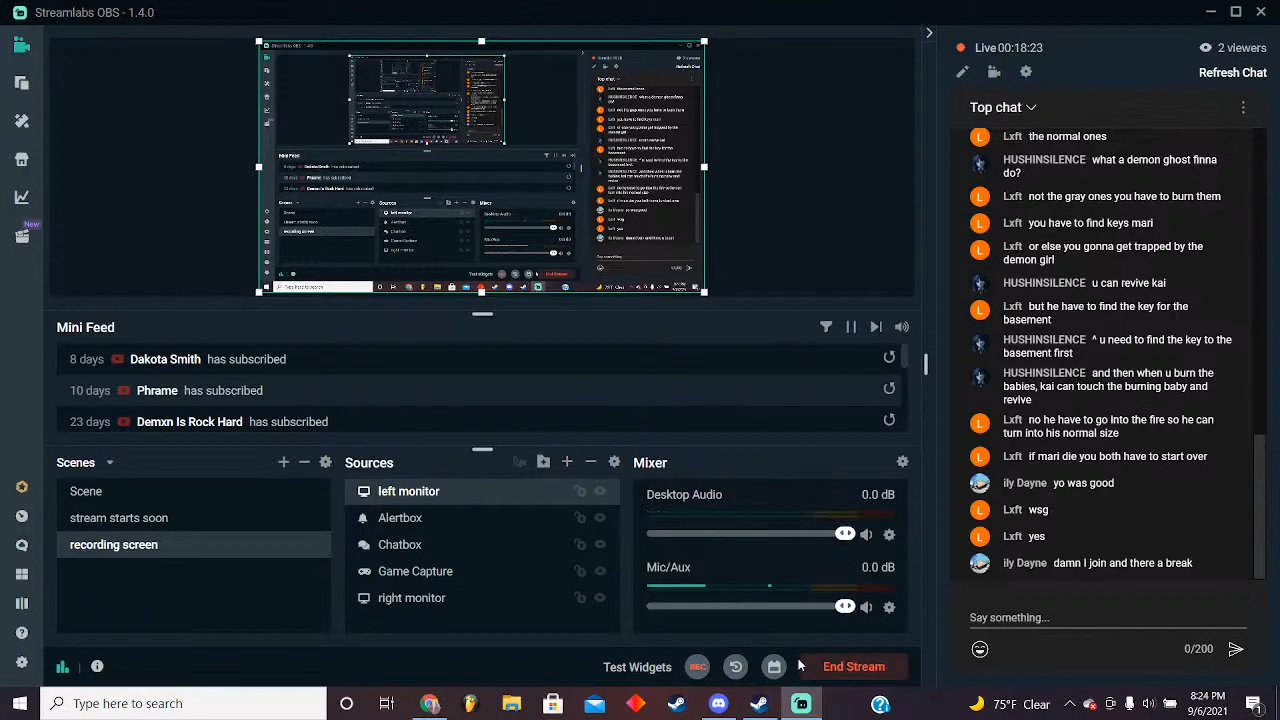 Streamlabs OBS - 1.4.0
Live 00:18:23
2 viewers
Refresh Chat
Top chat
Lxft to normal ones
okp
Lxft not the gray ones you have to burn them
Lxft you have to find keys mari
Lxft or else you gonna get trapped by the
demon girl
HUSHINSILENCE u can revive kai
Lxft but he have to find the key for the
basement
HUSHINSILENCE ^ u need to find the key to the
basement first
HUSHINSILENCE and then when u burn the
babies, kai can touch the burning baby and
revive
Lxft no he have to go into the fire so he can
turn into his normal size
Lxft if mari die you both have to start over
ily Dayne yo was good
Lxft wsg
Lxft yes
ily Dayne damn I join and there a break
Say something...
0/200
New
Mini Feed
8 days Dakota Smith has subscribed
10 days Phrame has subscribed
23 days Demxn Is Rock Hard has subscribed
Scenes
Scene
stream starts soon
recording screen
Sources
left monitor
Alertbox
Chatbox
Game Capture
right monitor
Mixer
Desktop Audio 0.0 dB
Mic/Aux 0.0 dB
Test Widgets
REC
End Stream
Type here to search
75°F Clear
8:24 PM
9/6/2021